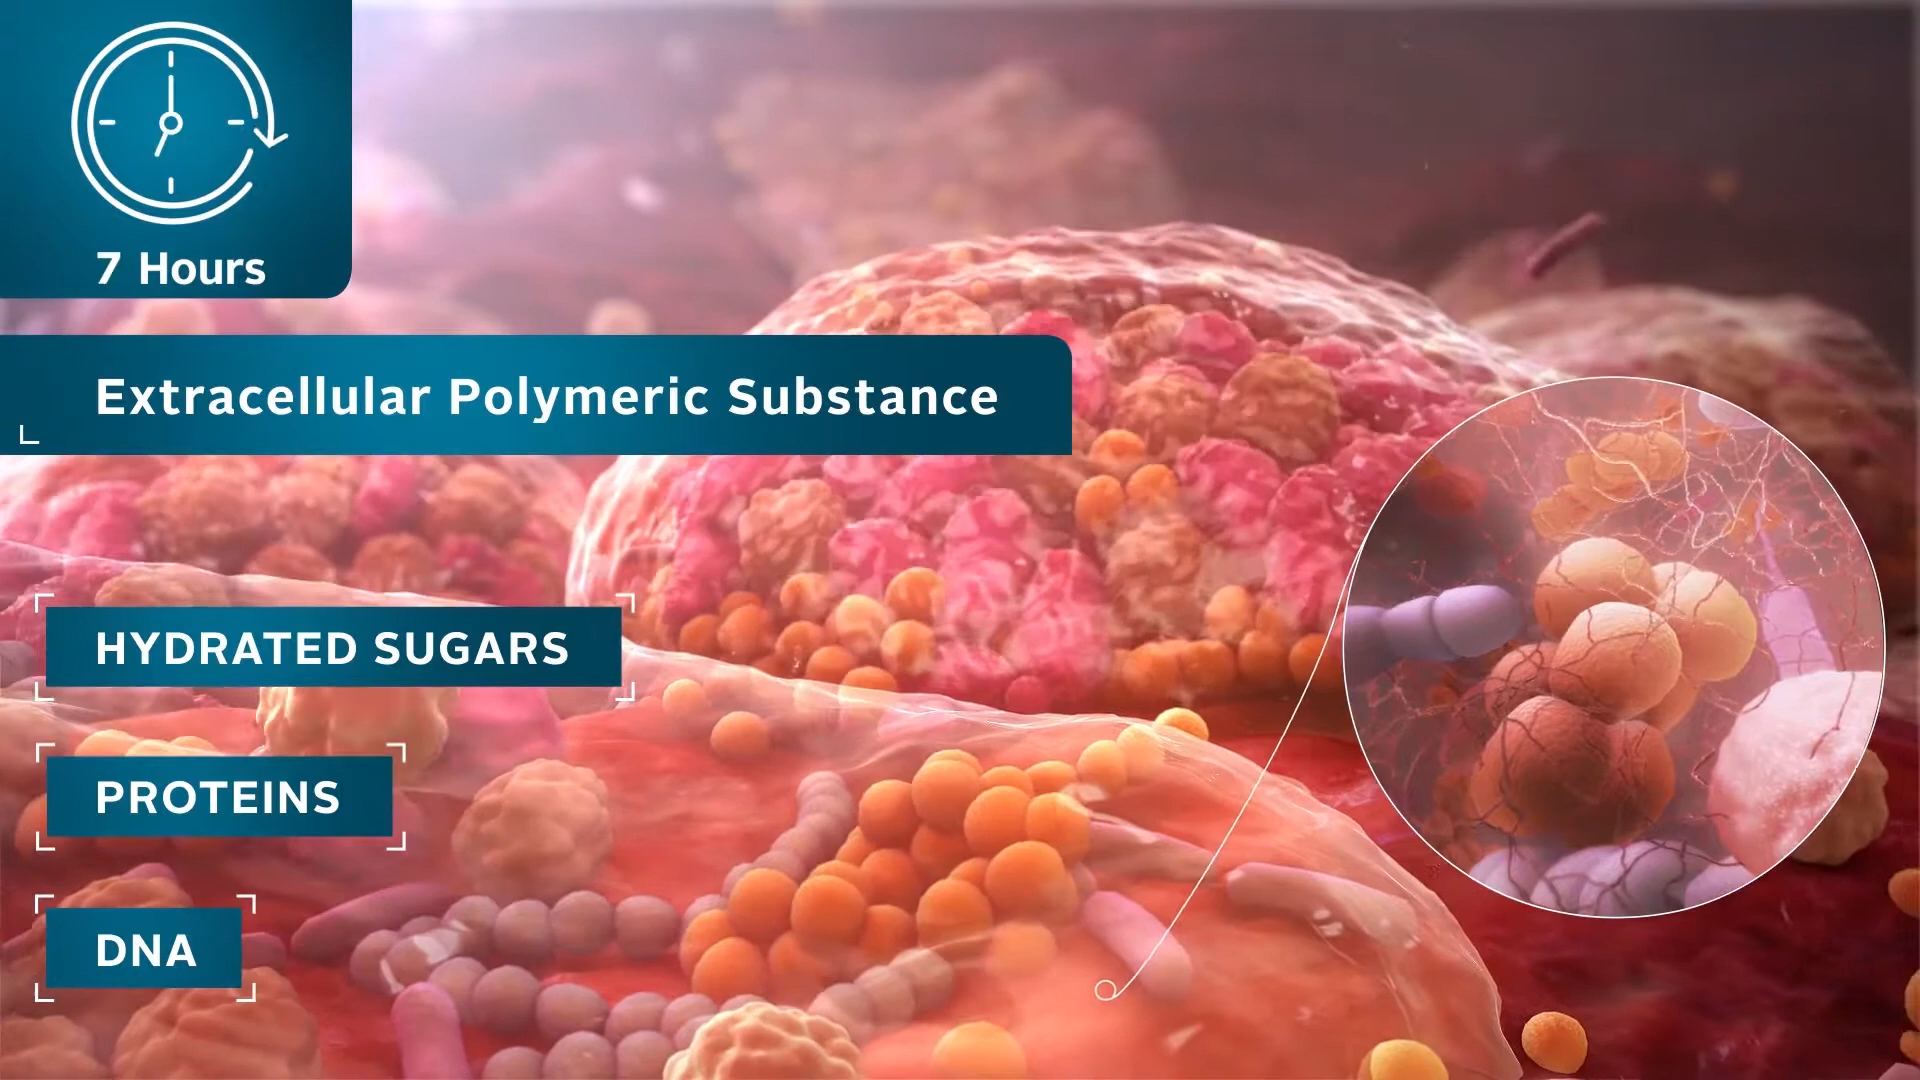 7 Hours
Extracellular Polymeric Substance
HYDRATED SUGARS
PROTEINS
DNA